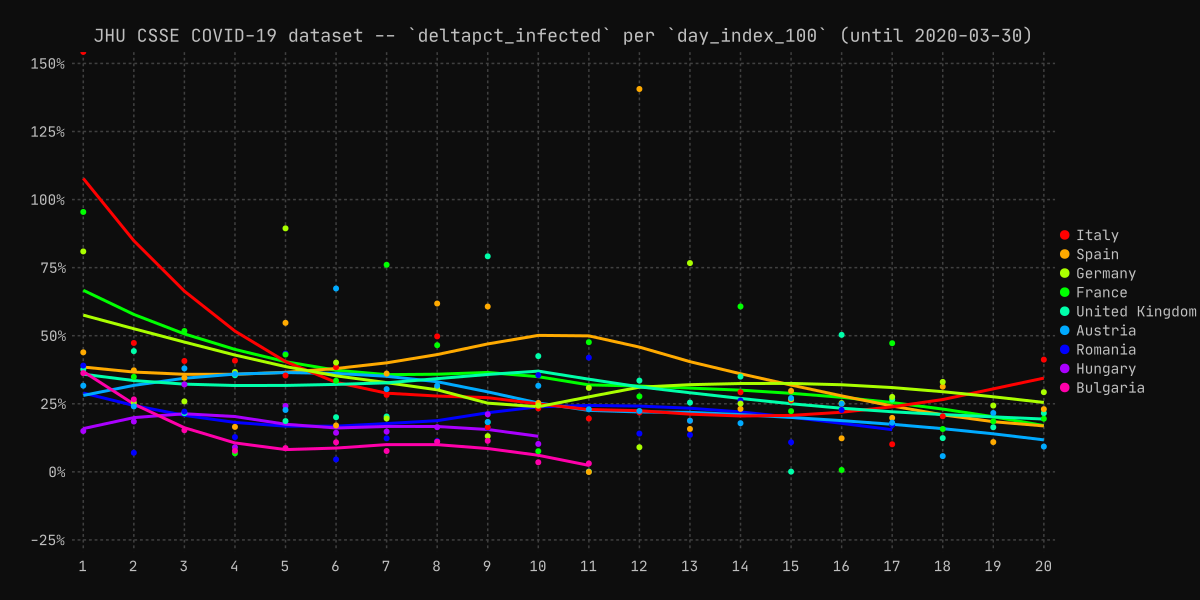 JHU CSSE COVID-19 dataset -- `deltapct_infected` per `day_index_100` (until 2020-03-30)
150%
125%
100%
75%
50%
25%
0%
-25%
1 2 3 4 5 6 7 8 9 10 11 12 13 14 15 16 17 18 19 20
Italy
Spain
Germany
France
United Kingdom
Austria
Romania
Hungary
Bulgaria